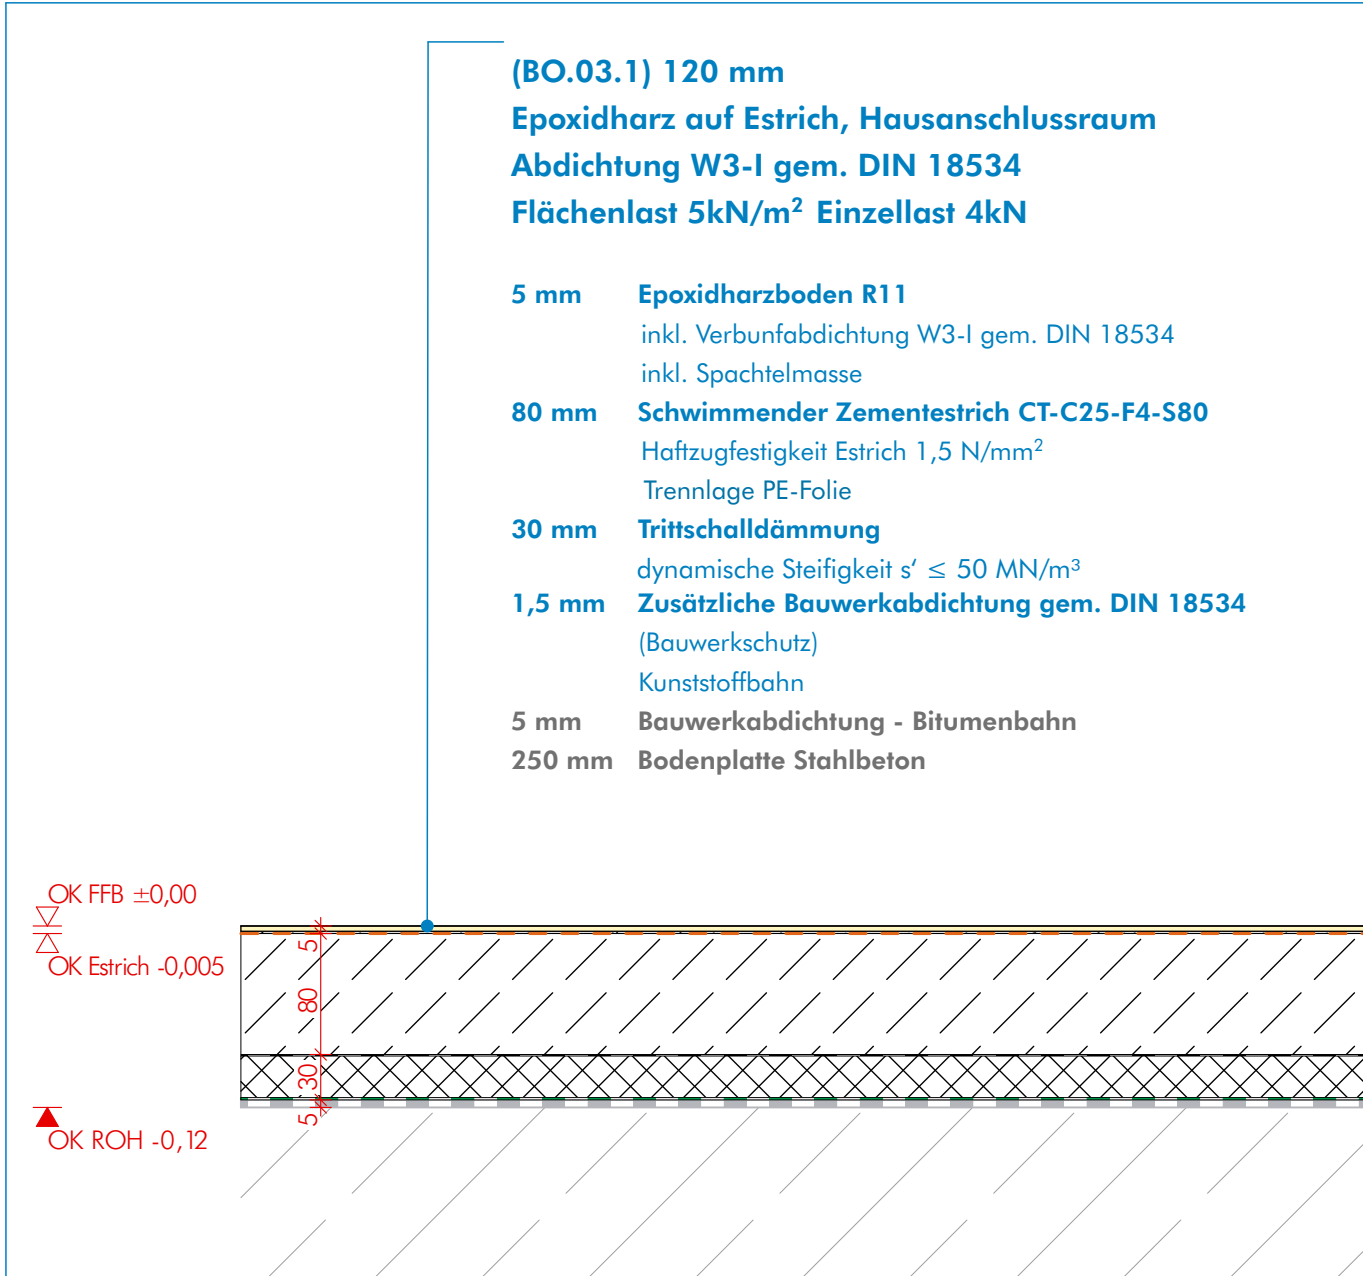 (BO.03.1) 120 mm
Epoxidharz auf Estrich, Hausanschlussraum
Abdichtung W3-I gem. DIN 18534
Flächenlast 5kN/m² Einzellast 4kN
5 mm Epoxidharzboden R11
inkl. Verbunfabdichtung W3-I gem. DIN 18534
inkl. Spachtelmasse
80 mm Schwimmender Zementestrich CT-C25-F4-S80
Haftzugfestigkeit Estrich 1,5 N/mm²
Trennlage PE-Folie
30 mm Trittschalldämmung
dynamische Steifigkeit s‘ ≤ 50 MN/m³
1,5 mm Zusätzliche Bauwerkabdichtung gem. DIN 18534
(Bauwerkschutz)
Kunststoffbahn
5 mm Bauwerkabdichtung - Bitumenbahn
250 mm Bodenplatte Stahlbeton
OK FFB ±0,00
OK Estrich -0,005
OK ROH -0,12
5
80
30
5